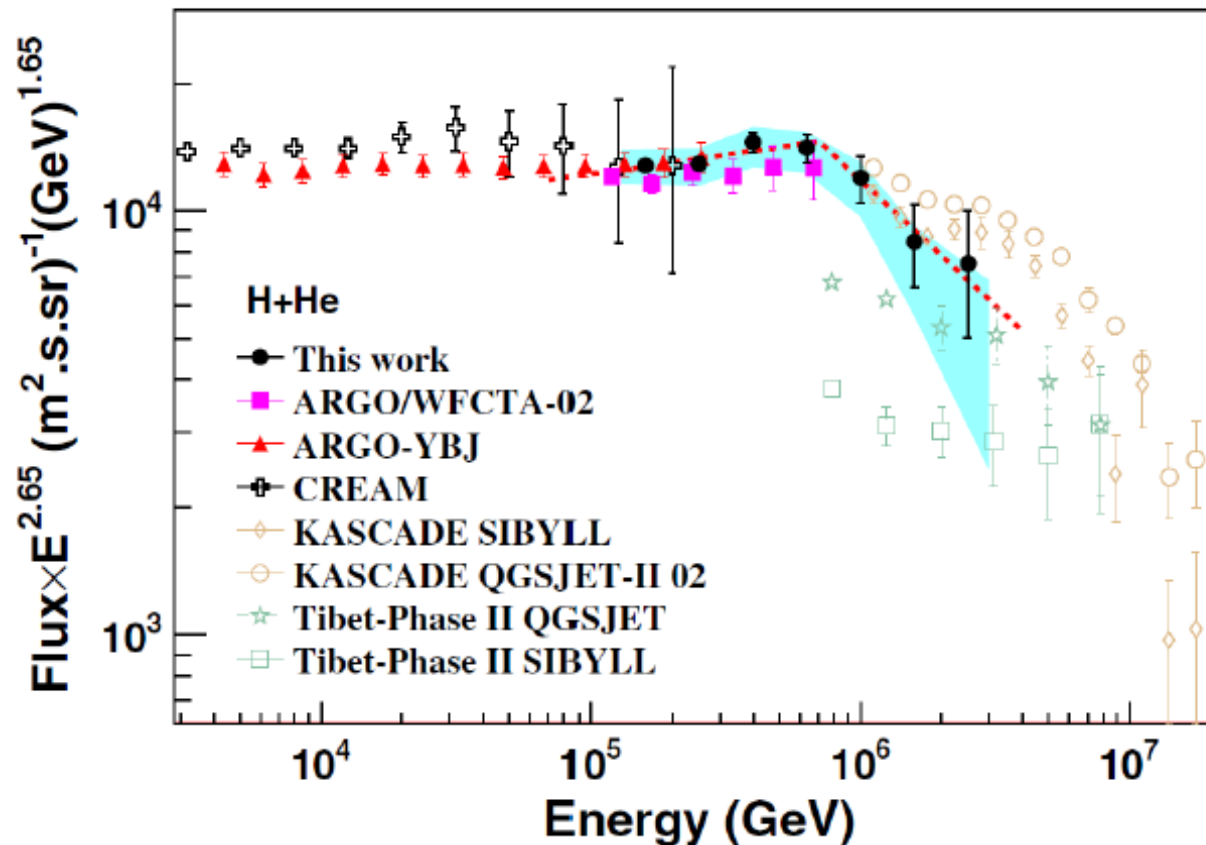 Flux×E^2.65 (m^2.s.sr)^-1(GeV)^1.65
10^4
10^3
H+He
This work
ARGO/WFCTA-02
ARGO-YBJ
CREAM
KASCADE SIBYLL
KASCADE QGSJET-II 02
Tibet-Phase II QGSJET
Tibet-Phase II SIBYLL
10^4 10^5 10^6 10^7
Energy (GeV)